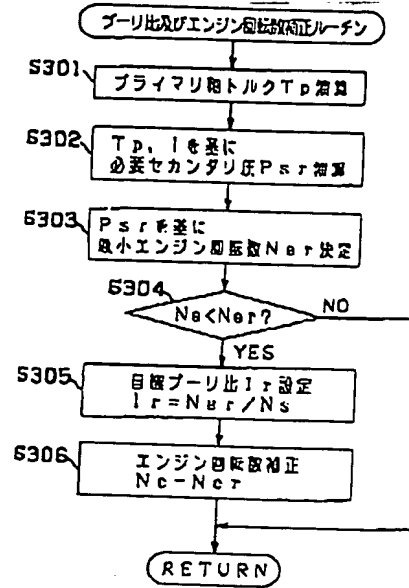 プーリ比及びエンジン回転数補正ルーチン
S301
プライマリ軸トルクTp演算
S302
Tp, iを基に
必要セカンダリ圧Psr演算
S303
Psrを基に
最小エンジン回転数Ner決定
S304
Ne<Ner?
NO
YES
S305
目標プーリ比ir設定
ir=Ner/Ns
S306
エンジン回転数補正
Ne=Ner
RETURN